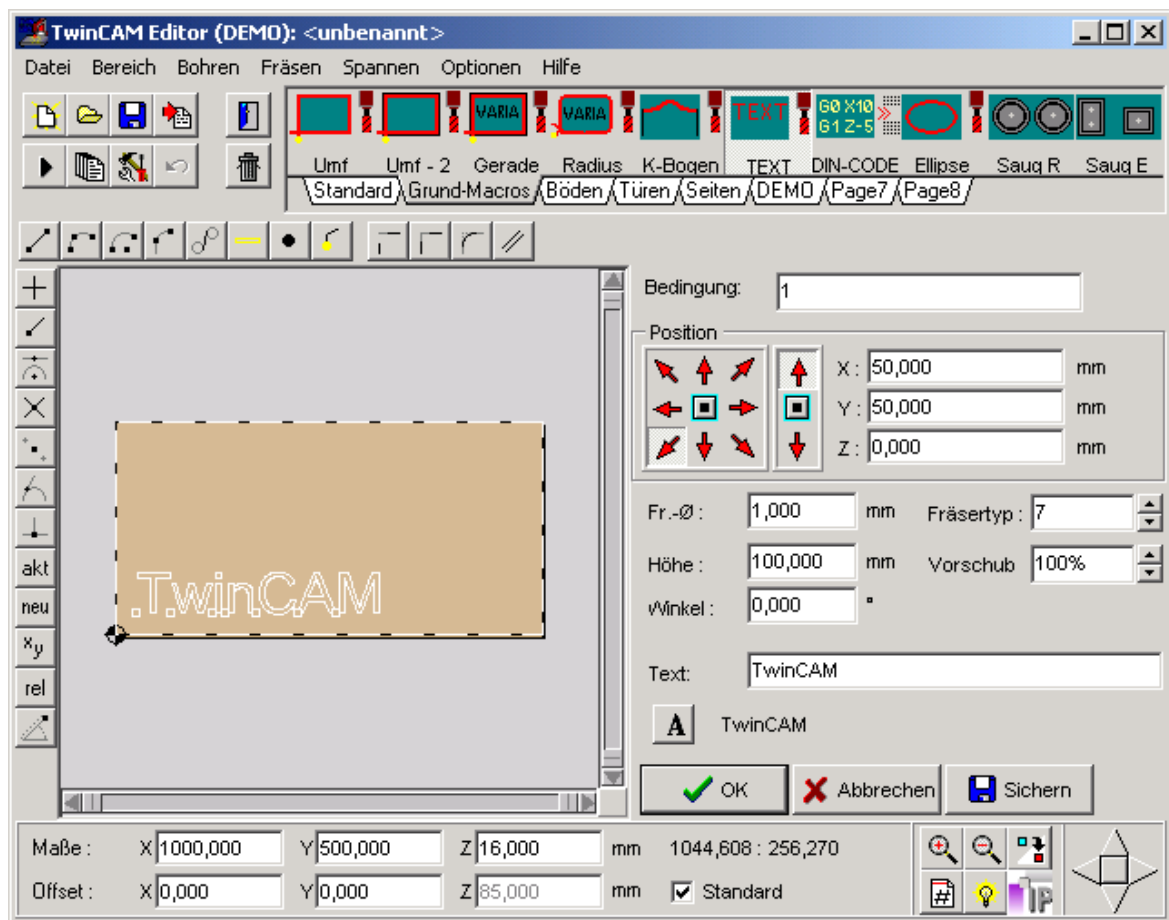 TwinCAM Editor (DEMO): <unbenannt>
Datei Bereich Bohren Fräsen Spannen Optionen Hilfe
VARIA VARIA TEXT G0 X10
G1 Z-5
Umf Umf - 2 Gerade Radius K-Bogen TEXT DIN-CODE Ellipse Saug R Saug E
Standard Grund-Macros Böden Türen Seiten DEMO Page7 Page8
Bedingung: 1
Position
X : 50,000 mm
Y : 50,000 mm
Z : 0,000 mm
Fr.-Ø : 1,000 mm Fräsertyp : 7
Höhe : 100,000 mm Vorschub 100%
Winkel : 0,000 °
Text: TwinCAM
A TwinCAM
OK Abbrechen Sichern
akt
neu
xy
rel
TwinCAM
Maße : X 1000,000 Y 500,000 Z 16,000 mm 1044,608 : 256,270
Offset : X 0,000 Y 0,000 Z 85,000 mm Standard
# IP